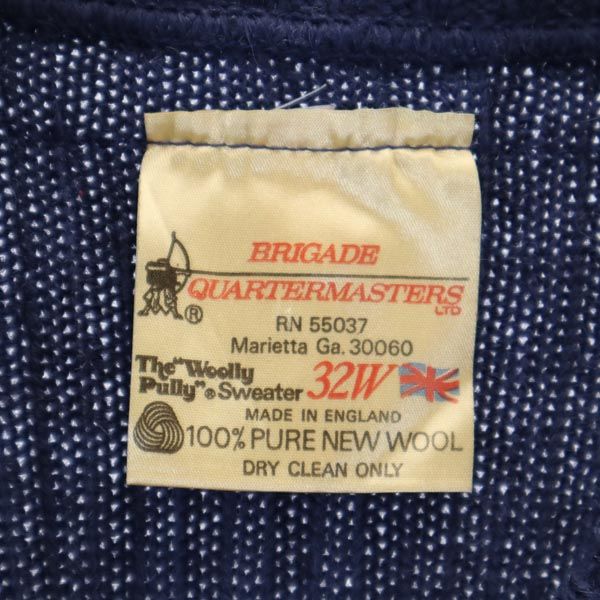 BRIGADE
QUARTERMASTERS LTD
®
RN 55037
Marietta Ga. 30060
The "Woolly
Pully"® Sweater 32W
MADE IN ENGLAND
100% PURE NEW WOOL
DRY CLEAN ONLY